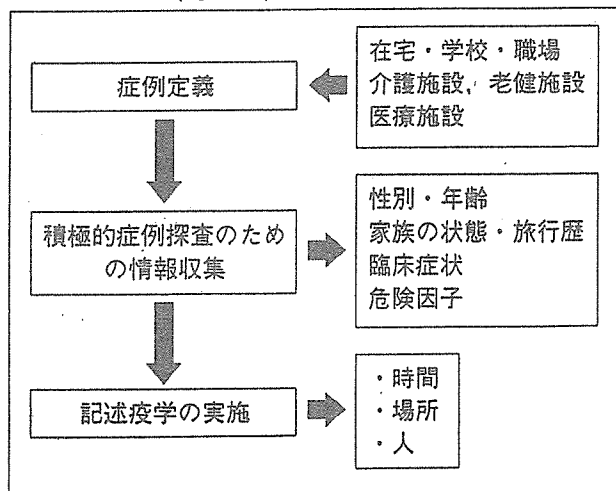 症例定義
在宅・学校・職場
介護施設，老健施設
医療施設
積極的症例探査のため
の情報収集
性別・年齢
家族の状態・旅行歴
臨床症状
危険因子
記述疫学の実施
・時間
・場所
・人